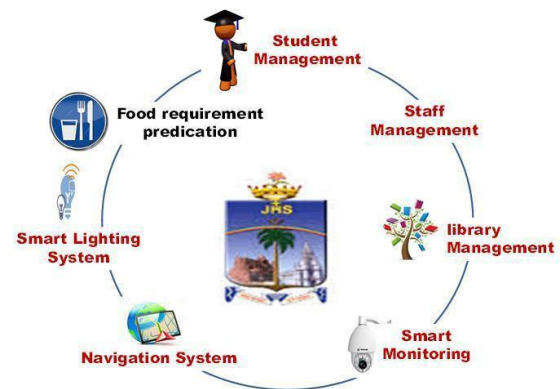 Student
Management
Staff
Management
library
Management
Smart
Monitoring
Navigation System
Smart Lighting
System
Food requirement
predication
JHS